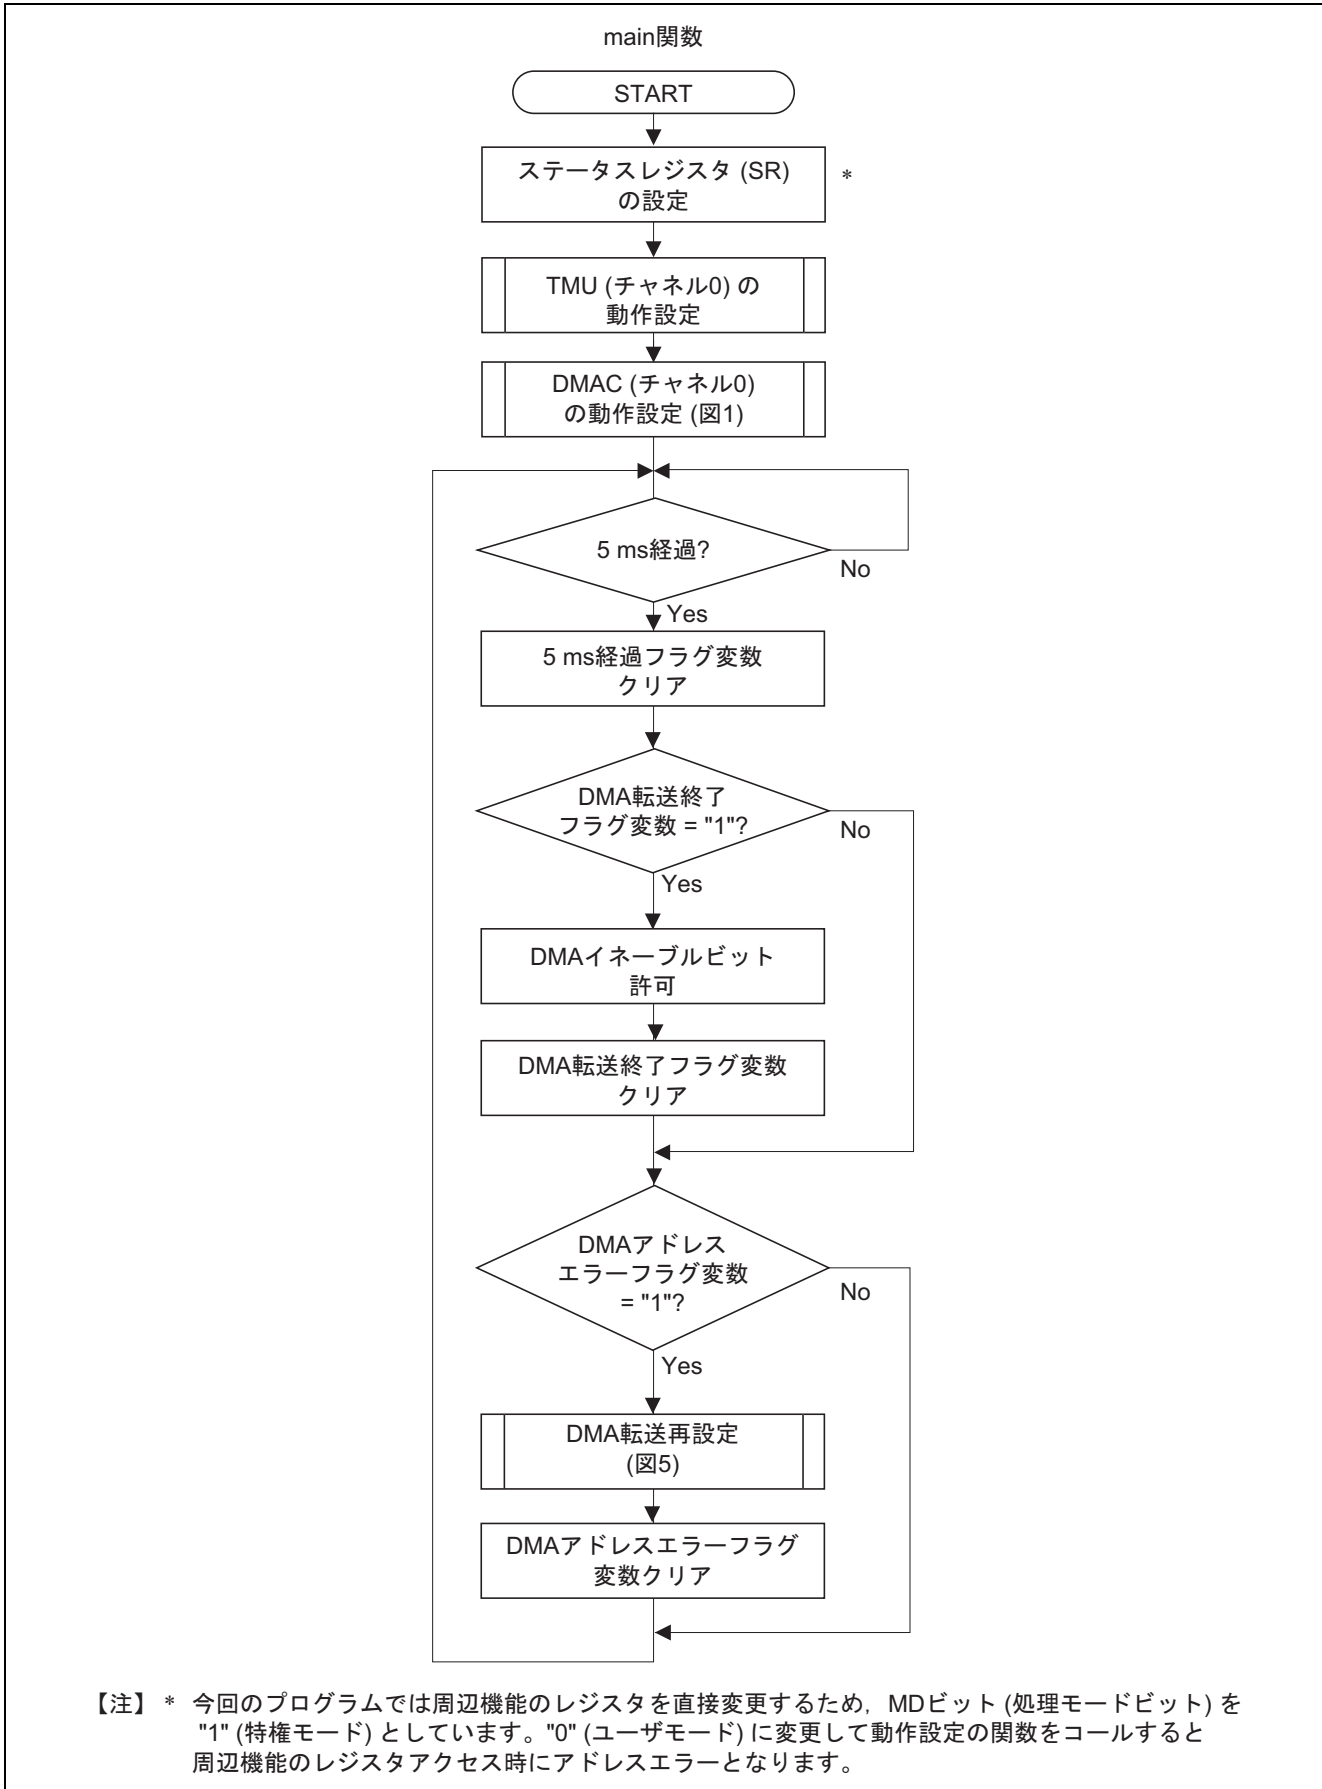 main関数
START
ステータスレジスタ (SR)
の設定
*
TMU (チャネル0) の
動作設定
DMAC (チャネル0)
の動作設定 (図1)
5 ms経過?
No
Yes
5 ms経過フラグ変数
クリア
DMA転送終了
フラグ変数 = "1"?
No
Yes
DMAイネーブルビット
許可
DMA転送終了フラグ変数
クリア
DMAアドレス
エラーフラグ変数
= "1"?
No
Yes
DMA転送再設定
(図5)
DMAアドレスエラーフラグ
変数クリア
【注】 * 今回のプログラムでは周辺機能のレジスタを直接変更するため，MDビット (処理モードビット) を
"1" (特権モード) としています。"0" (ユーザモード) に変更して動作設定の関数をコールすると
周辺機能のレジスタアクセス時にアドレスエラーとなります。